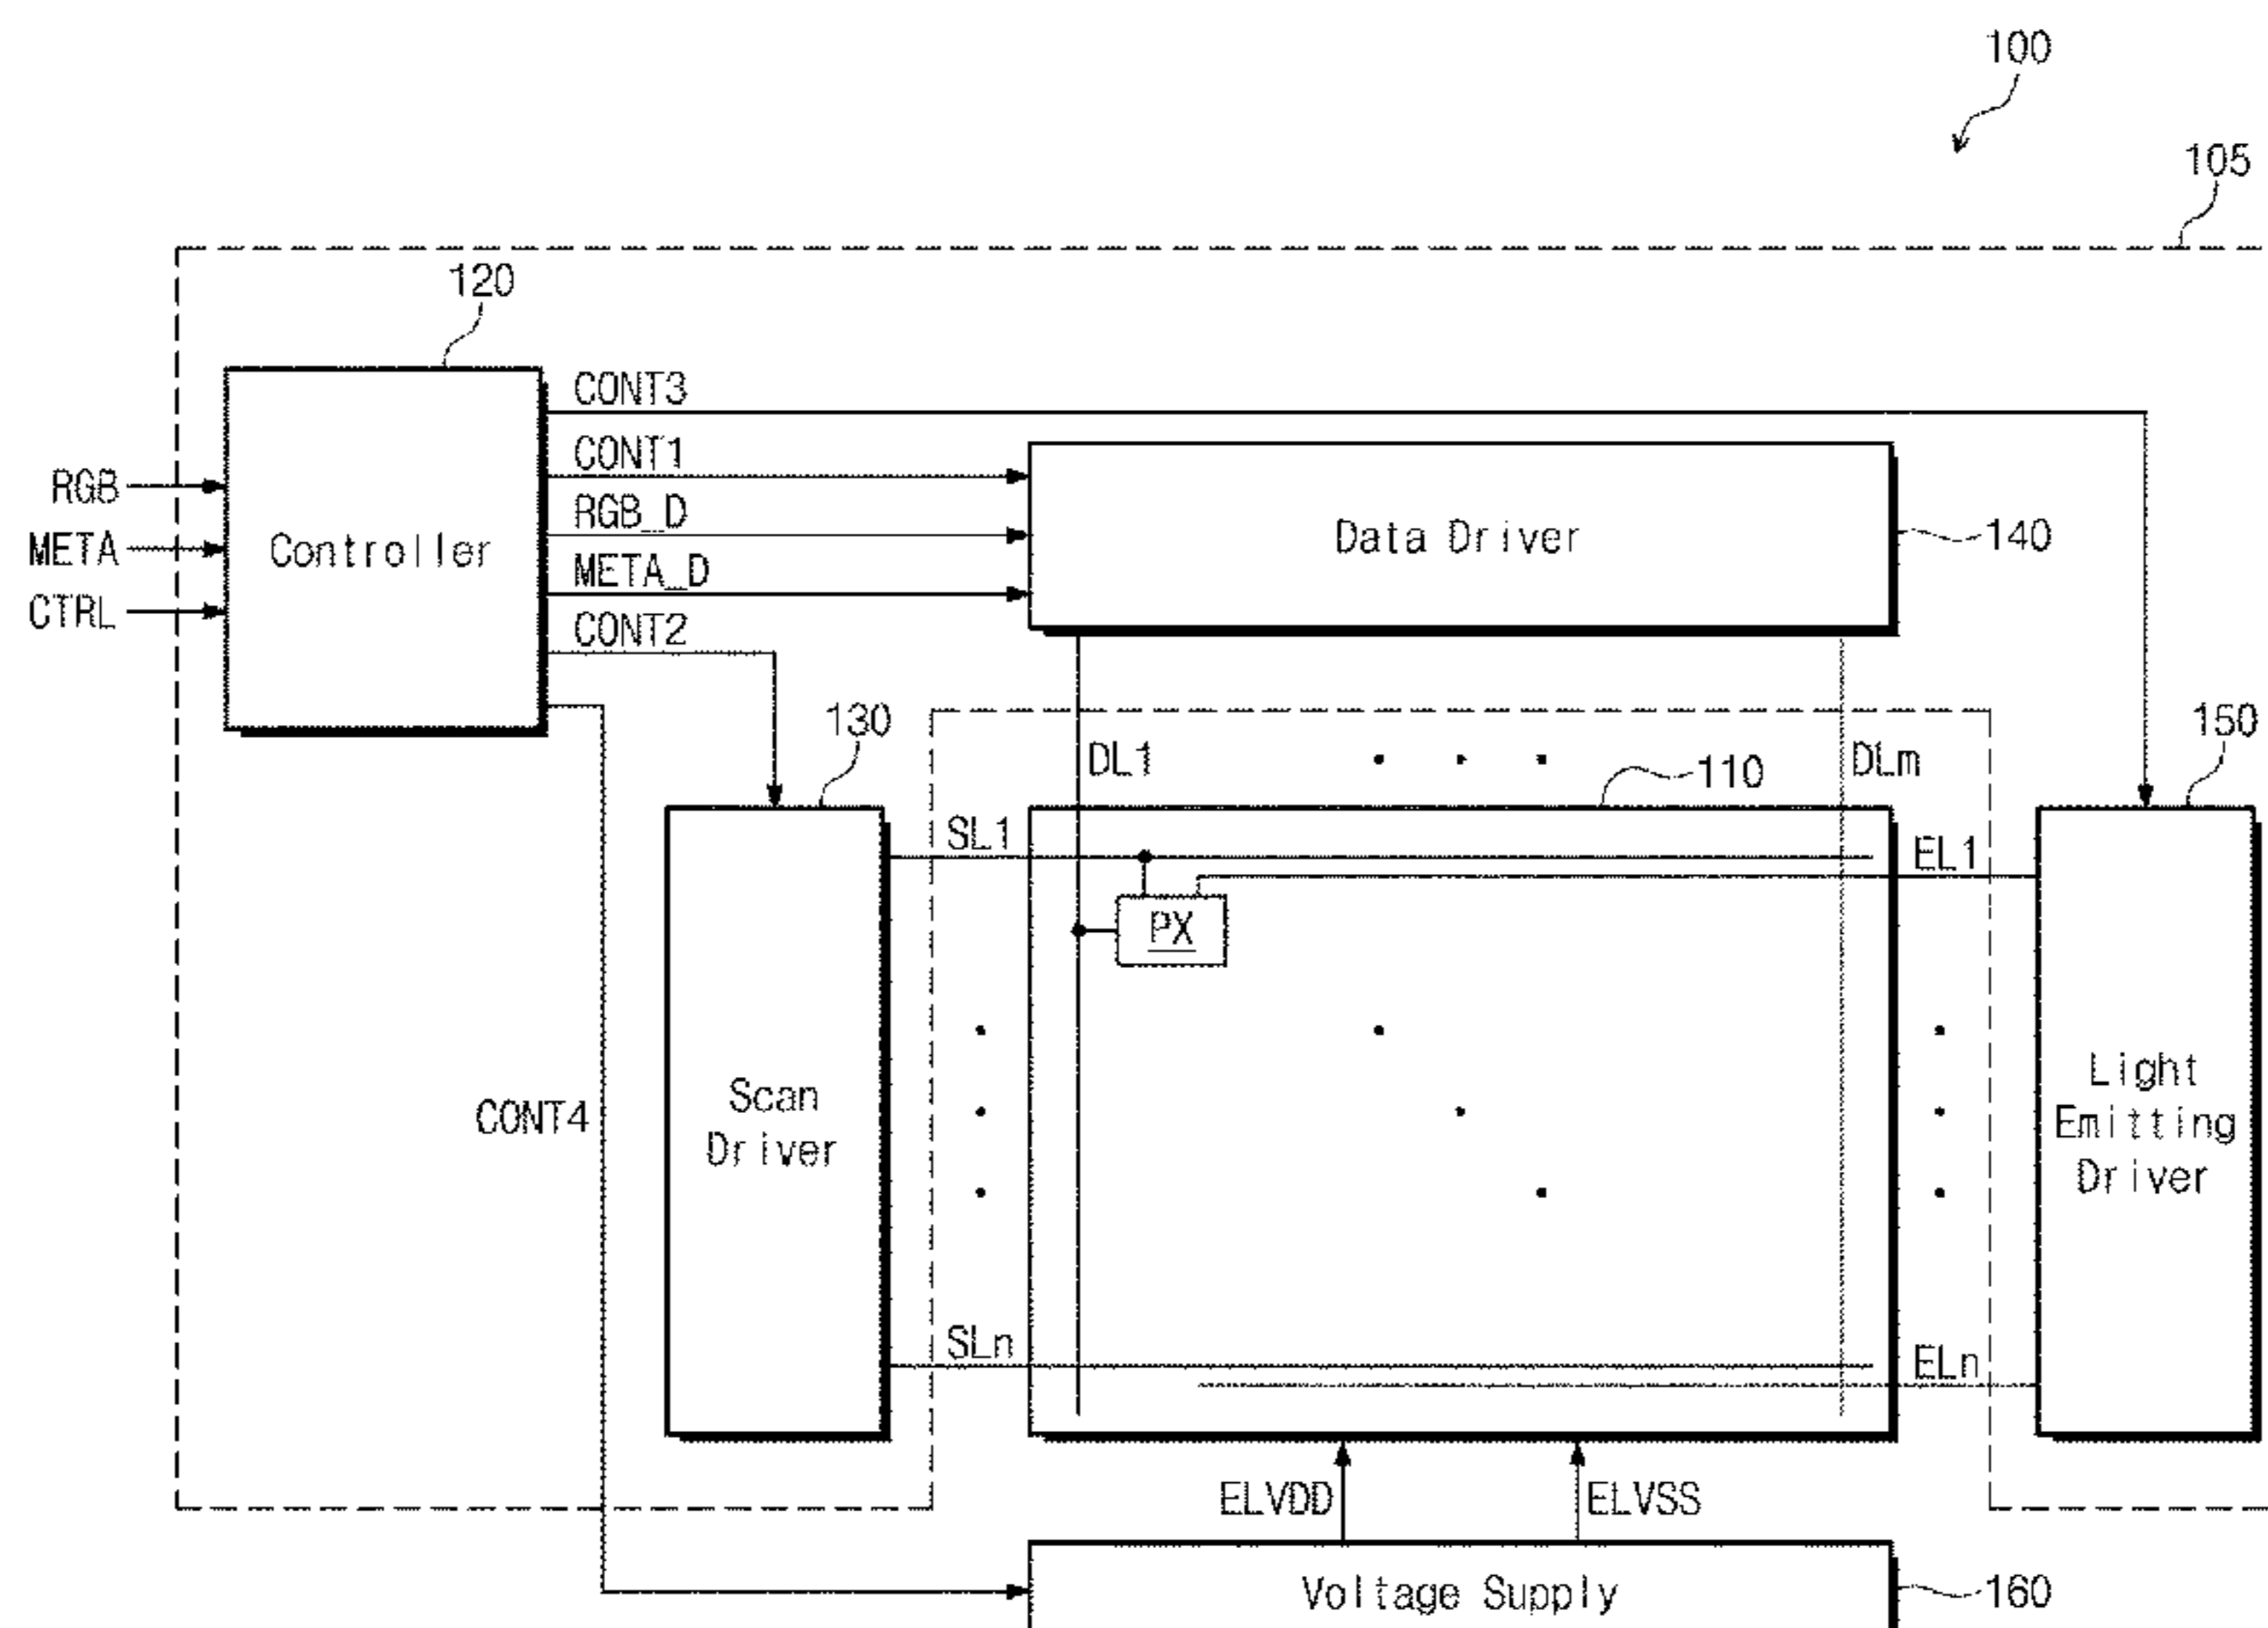 100
105
120
CONT3
CONT1
RGB
RGB_D
Data Driver
140
META
Controller
META_D
CTRL
CONT2
130
150
DL1
110
DLm
SL1
EL1
PX
Scan
Driver
Light
Emitting
Driver
CONT4
SLn
ELn
ELVDD
ELVSS
Voltage Supply
160